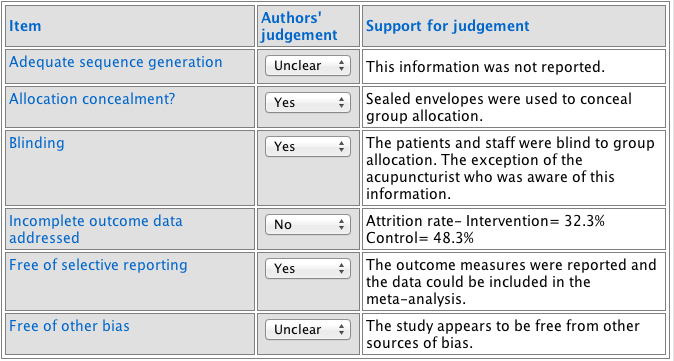 Item
Authors'
judgement
Support for judgement
Adequate sequence generation
Unclear
This information was not reported.
Allocation concealment?
Yes
Sealed envelopes were used to conceal
group allocation.
Blinding
Yes
The patients and staff were blind to group
allocation. The exception of the
acupuncturist who was aware of this
information.
Incomplete outcome data
addressed
No
Attrition rate- Intervention= 32.3%
Control= 48.3%
Free of selective reporting
Yes
The outcome measures were reported and
the data could be included in the
meta-analysis.
Free of other bias
Unclear
The study appears to be free from other
sources of bias.